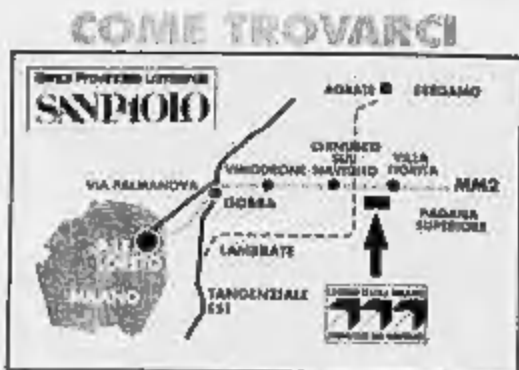 COME TROVARCI
SANPAOLO
AGRATE
BERGAMO
CERNUSCO
SUL
NAVIGLIO
VILLA
FIORITA
VIMODRONE
VIA PALMANOVA
MM2
GOBBA
PADANA
SUPERIORE
LAMBRATE
MILANO
TANGENZIALE
EST